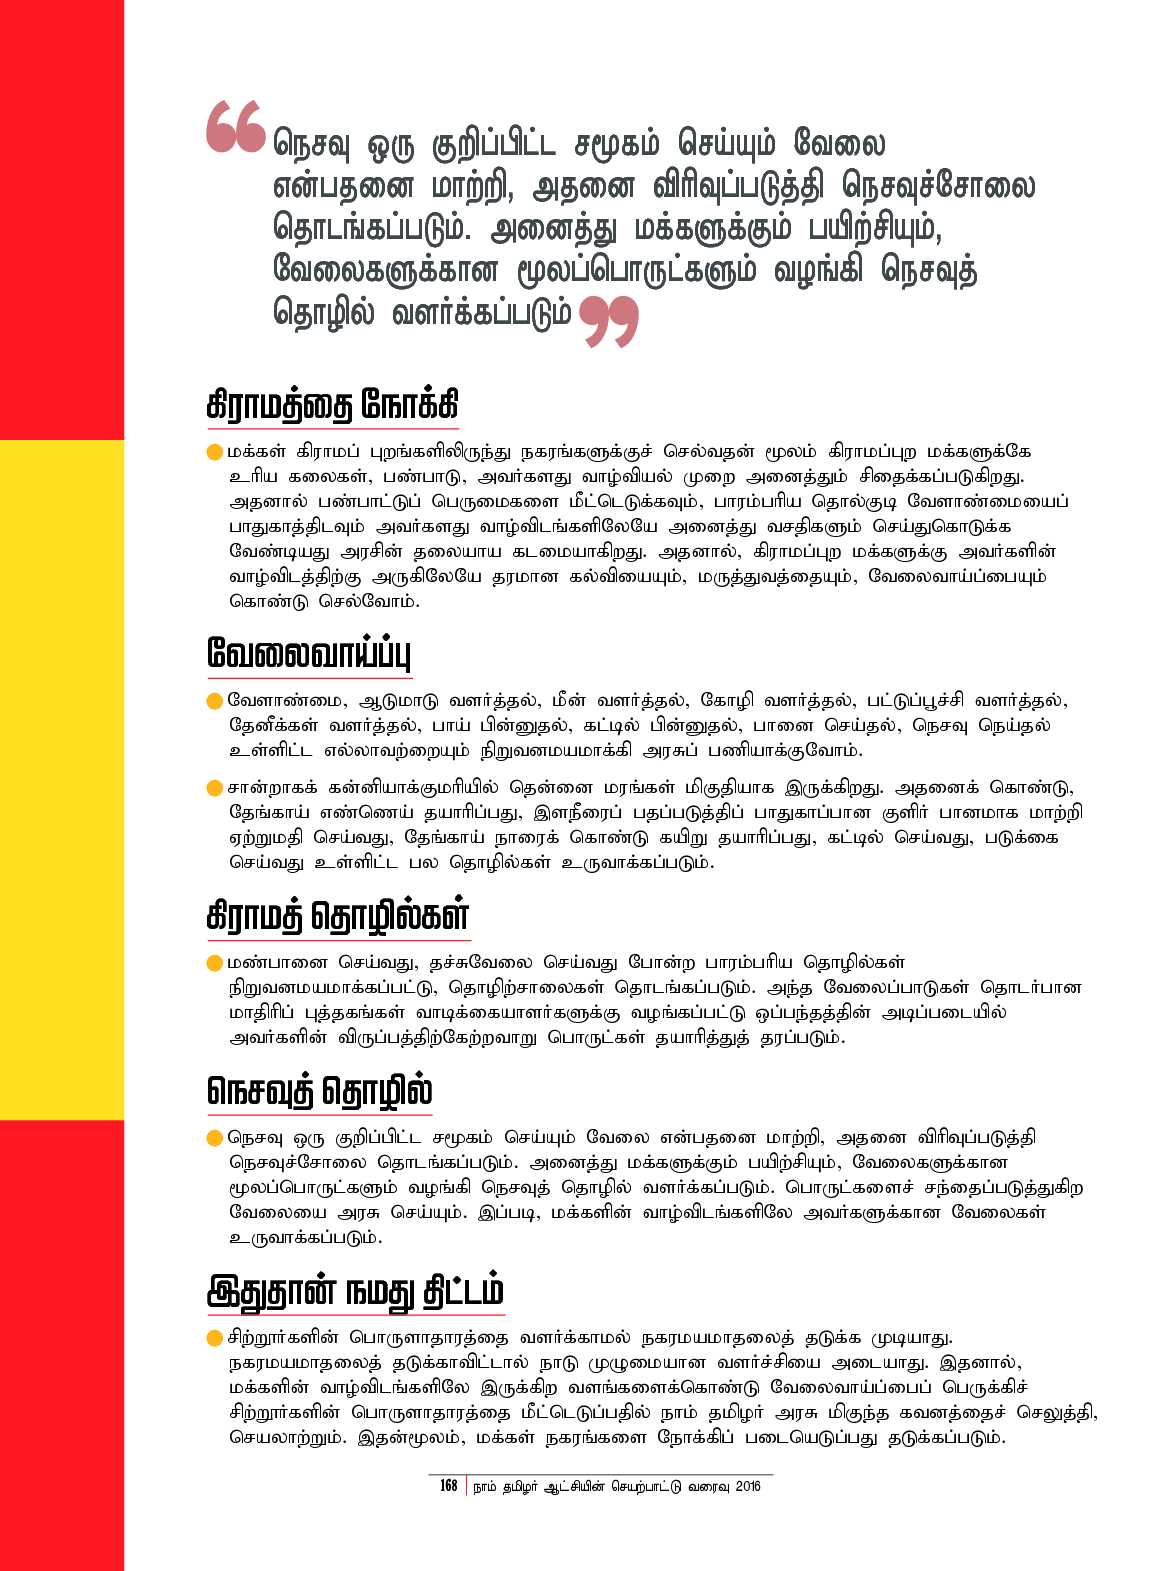 நெசவு ஒரு குறிப்பிட்ட சமூகம் செய்யும் வேலை
என்பதனை மாற்றி, அதனை விரிவுப்படுத்தி நெசவுச்சோலை
தொடங்கப்படும். அனைத்து மக்களுக்கும் பயிற்சியும்,
வேலைகளுக்கான மூலப்பொருட்களும் வழங்கி நெசவுத்
தொழில் வளர்க்கப்படும்
கிராமத்தை நோக்கி
மக்கள் கிராமப் புறங்களிலிருந்து நகரங்களுக்குச் செல்வதன் மூலம் கிராமப்புற மக்களுக்கே
உரிய கலைகள், பண்பாடு, அவர்களது வாழ்வியல் முறை அனைத்தும் சிதைக்கப்படுகிறது.
அதனால் பண்பாட்டுப் பெருமைகளை மீட்டெடுக்கவும், பாரம்பரிய தொல்குடி வேளாண்மையைப்
பாதுகாத்திடவும் அவர்களது வாழ்விடங்களிலேயே அனைத்து வசதிகளும் செய்துகொடுக்க
வேண்டியது அரசின் தலையாய கடமையாகிறது. அதனால், கிராமப்புற மக்களுக்கு அவர்களின்
வாழ்விடத்திற்கு அருகிலேயே தரமான கல்வியையும், மருத்துவத்தையும், வேலைவாய்ப்பையும்
கொண்டு செல்வோம்.
வேலைவாய்ப்பு
வேளாண்மை, ஆடுமாடு வளர்த்தல், மீன் வளர்த்தல், கோழி வளர்த்தல், பட்டுப்பூச்சி வளர்த்தல்,
தேனீக்கள் வளர்த்தல், பாய் பின்னுதல், கட்டில் பின்னுதல், பானை செய்தல், நெசவு நெய்தல்
உள்ளிட்ட எல்லாவற்றையும் நிறுவனமயமாக்கி அரசுப் பணியாக்குவோம்.
சான்றாகக் கன்னியாக்குமரியில் தென்னை மரங்கள் மிகுதியாக இருக்கிறது. அதனைக் கொண்டு,
தேங்காய் எண்ணெய் தயாரிப்பது, இளநீரைப் பதப்படுத்திப் பாதுகாப்பான குளிர் பானமாக மாற்றி
ஏற்றுமதி செய்வது, தேங்காய் நாரைக் கொண்டு கயிறு தயாரிப்பது, கட்டில் செய்வது, படுக்கை
செய்வது உள்ளிட்ட பல தொழில்கள் உருவாக்கப்படும்.
கிராமத் தொழில்கள்
மண்பானை செய்வது, தச்சுவேலை செய்வது போன்ற பாரம்பரிய தொழில்கள்
நிறுவனமயமாக்கப்பட்டு, தொழிற்சாலைகள் தொடங்கப்படும். அந்த வேலைப்பாடுகள் தொடர்பான
மாதிரிப் புத்தகங்கள் வாடிக்கையாளர்களுக்கு வழங்கப்பட்டு ஒப்பந்தத்தின் அடிப்படையில்
அவர்களின் விருப்பத்திற்கேற்றவாறு பொருட்கள் தயாரித்துத் தரப்படும்.
நெசவுத் தொழில்
நெசவு ஒரு குறிப்பிட்ட சமூகம் செய்யும் வேலை என்பதனை மாற்றி, அதனை விரிவுப்படுத்தி
நெசவுச்சோலை தொடங்கப்படும். அனைத்து மக்களுக்கும் பயிற்சியும், வேலைகளுக்கான
மூலப்பொருட்களும் வழங்கி நெசவுத் தொழில் வளர்க்கப்படும். பொருட்களைச் சந்தைப்படுத்துகிற
வேலையை அரசு செய்யும். இப்படி, மக்களின் வாழ்விடங்களிலே அவர்களுக்கான வேலைகள்
உருவாக்கப்படும்.
இதுதான் நமது திட்டம்
சிற்றூர்களின் பொருளாதாரத்தை வளர்க்காமல் நகரமயமாதலைத் தடுக்க முடியாது.
நகரமயமாதலைத் தடுக்காவிட்டால் நாடு முழுமையான வளர்ச்சியை அடையாது. இதனால்,
மக்களின் வாழ்விடங்களிலே இருக்கிற வளங்களைக்கொண்டு வேலைவாய்ப்பைப் பெருக்கிச்
சிற்றூர்களின் பொருளாதாரத்தை மீட்டெடுப்பதில் நாம் தமிழர் அரசு மிகுந்த கவனத்தைச் செலுத்தி,
செயலாற்றும். இதன்மூலம், மக்கள் நகரங்களை நோக்கிப் படையெடுப்பது தடுக்கப்படும்.
168 நாம் தமிழர் ஆட்சியின் செயற்பாட்டு வரைவு 2016